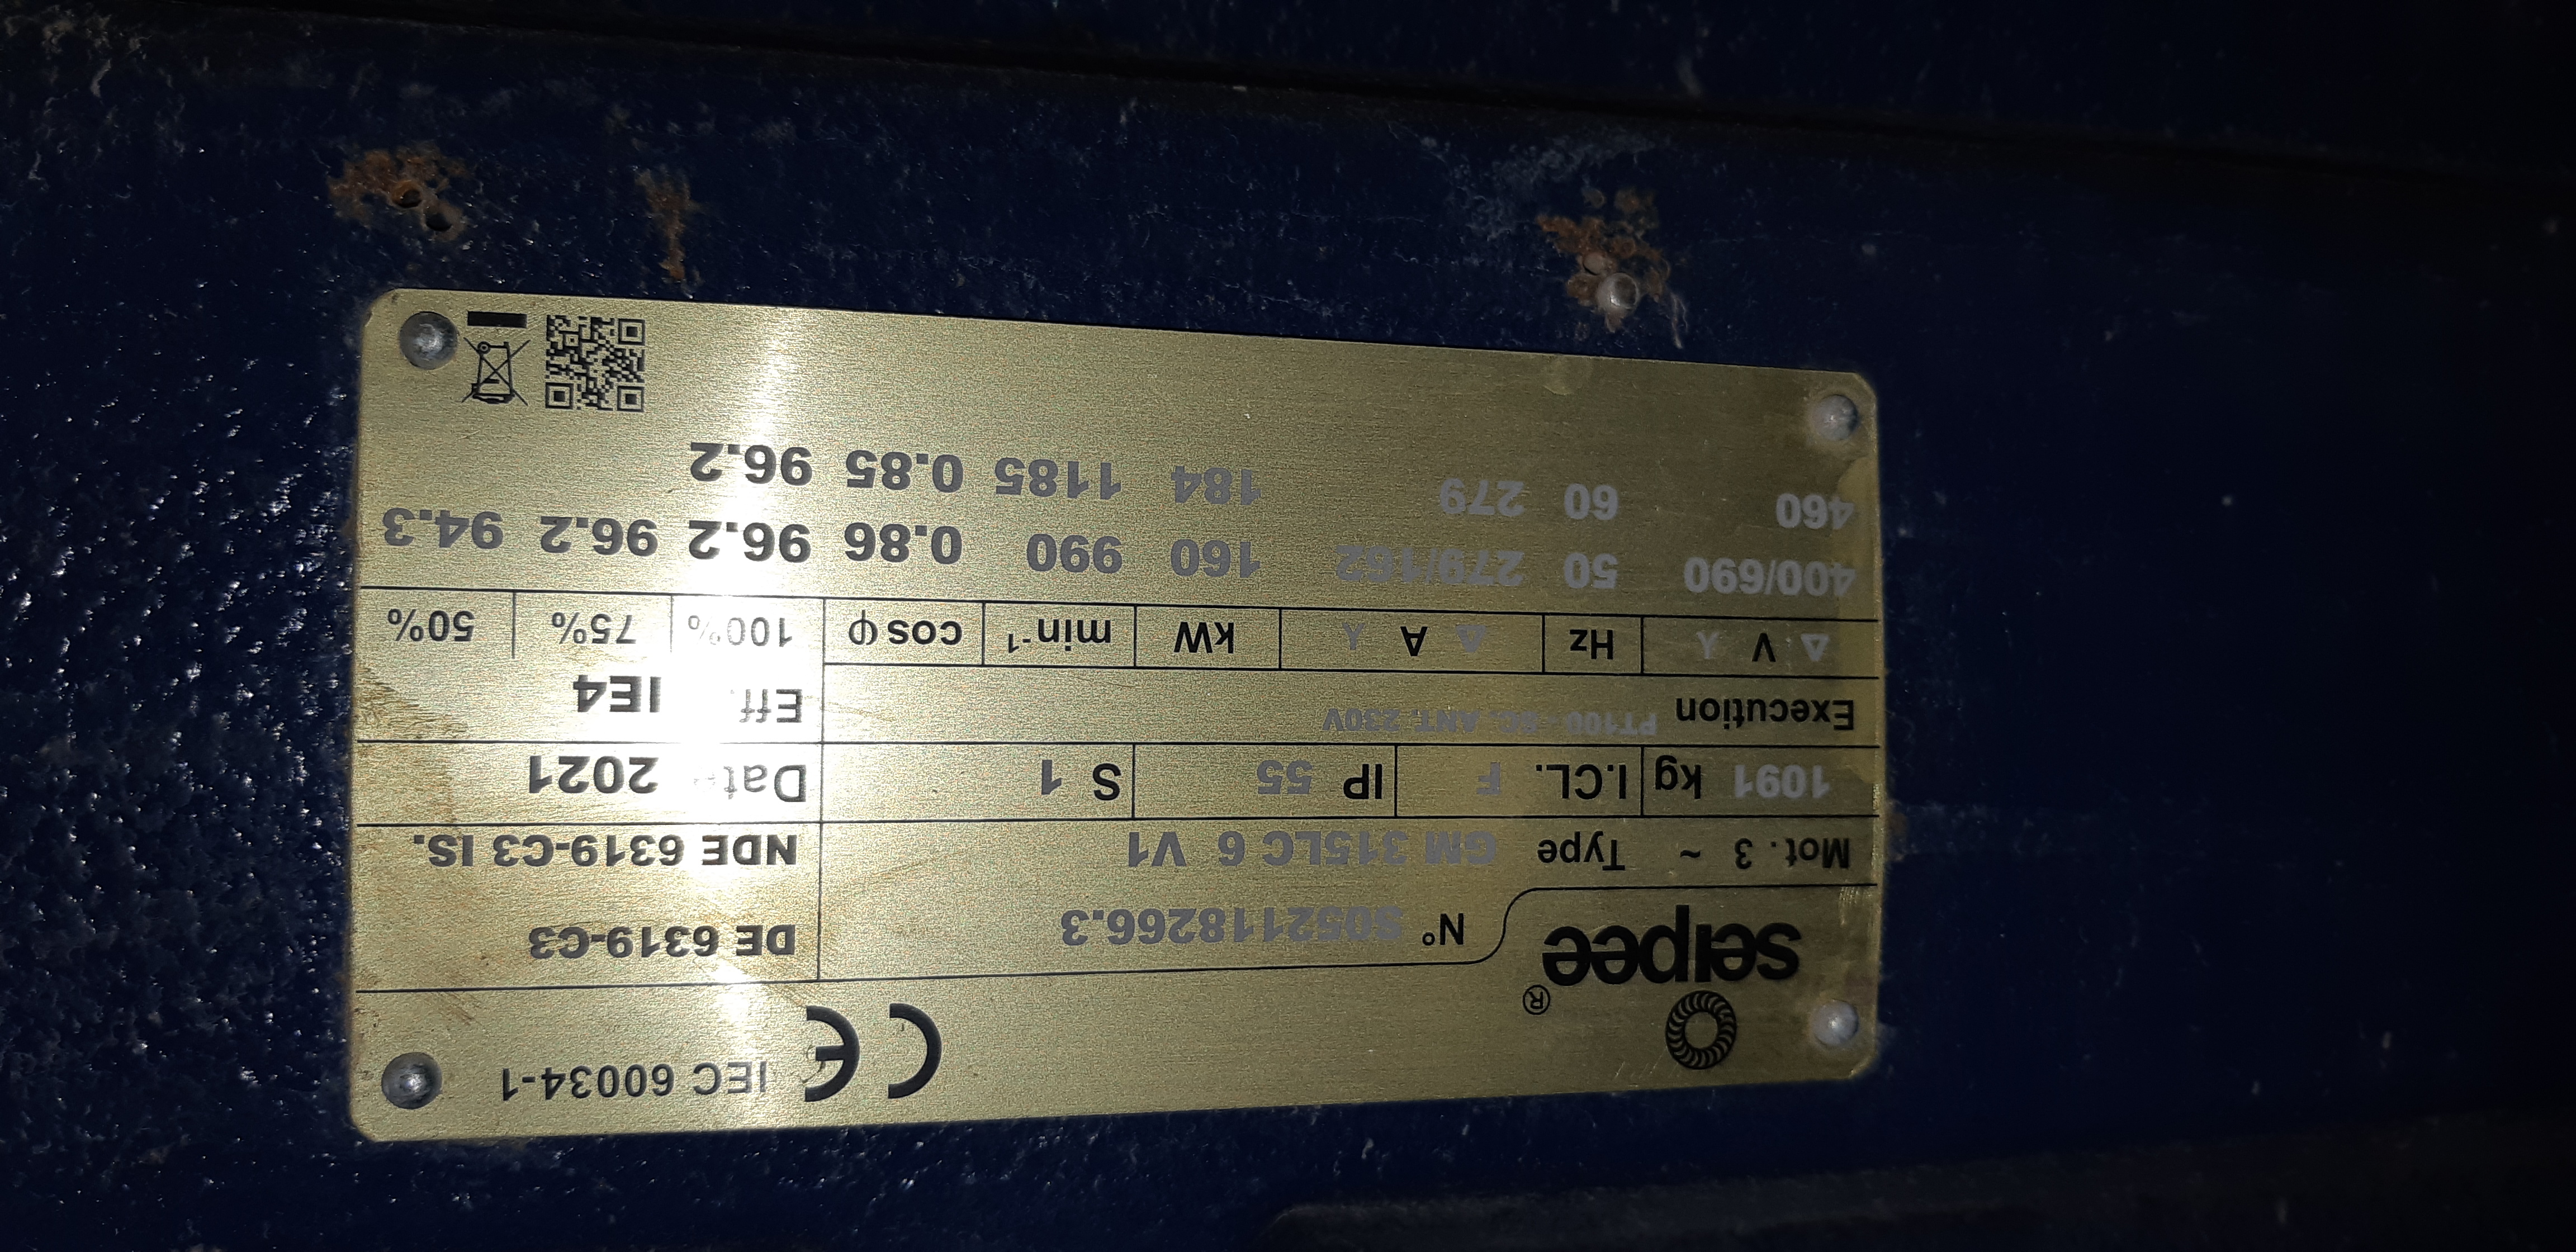 IEC 60034-1
seipee®
N° S052118266.3
DE 6319-C3
Mot. 3 ~ Type GM 315LC 6 V1
NDE 6319-C3 IS.
1091 kg I.CL. F IP 55 S 1
Date 2021
Execution PT100 - SC. ANT. 230V
Eff. IE4
△ V Y Hz △ A Y kW min-1 cos φ 100% 75% 50%
400/690 50 279/162 160 990 0.86 96.2 96.2 94.3
460 60 279 184 1185 0.85 96.2